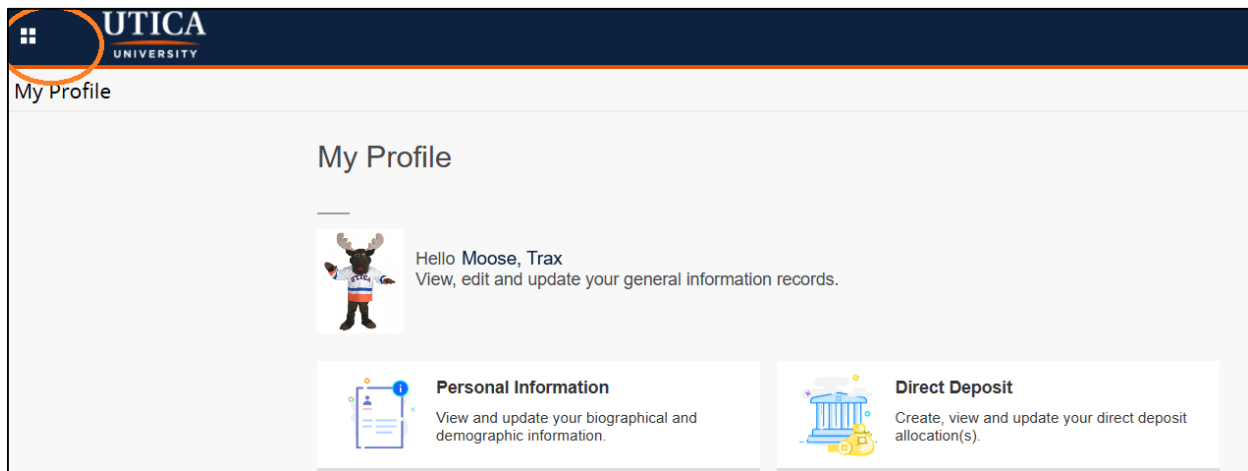 UTICA
UNIVERSITY
My Profile
My Profile
Hello Moose, Trax
View, edit and update your general information records.
Personal Information
View and update your biographical and
demographic information.
Direct Deposit
Create, view and update your direct deposit
allocation(s).